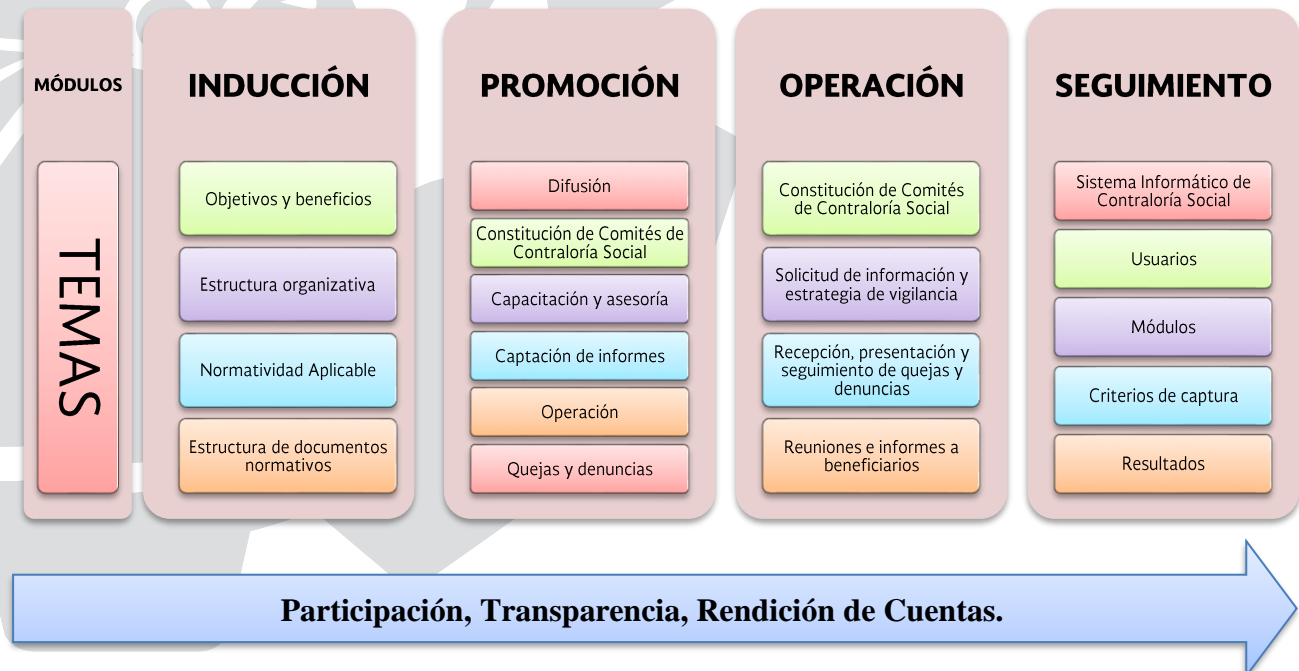 MÓDULOS
TEMAS
INDUCCIÓN
Objetivos y beneficios
Estructura organizativa
Normatividad Aplicable
Estructura de documentos
normativos
PROMOCIÓN
Difusión
Constitución de Comités de
Contraloría Social
Capacitación y asesoría
Captación de informes
Operación
Quejas y denuncias
OPERACIÓN
Constitución de Comités
de Contraloría Social
Solicitud de información y
estrategia de vigilancia
Recepción, presentación y
seguimiento de quejas y
denuncias
Reuniones e informes a
beneficiarios
SEGUIMIENTO
Sistema Informático de
Contraloría Social
Usuarios
Módulos
Criterios de captura
Resultados
Participación, Transparencia, Rendición de Cuentas.